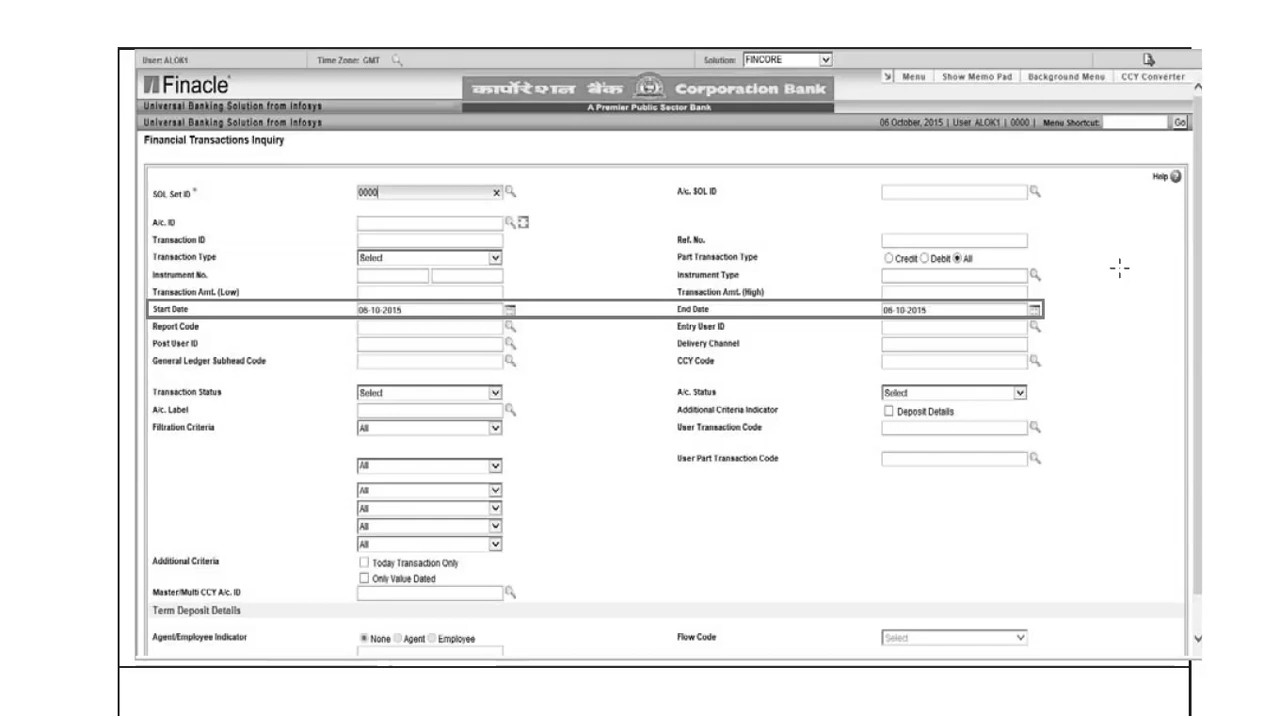 User: ALOK1 Time Zone: GMT Solution: FINCORE
Finacle
कार्पोरेशन बैंक Corporation Bank
A Premier Public Sector Bank
Menu Show Memo Pad Background Menu CCY Converter
Universal Banking Solution from Infosys
Universal Banking Solution from Infosys 06 October, 2015 | User ALOK1 | 0000 | Menu Shortcut: Go
Financial Transactions Inquiry
Help ?
SOL Set ID * 0000 x A/c. SOL ID
A/c. ID
Transaction ID Ref. No.
Transaction Type Select Part Transaction Type Credit Debit All
Instrument No. Instrument Type
Transaction Amt. (Low) Transaction Amt. (High)
Start Date 06-10-2015 End Date 06-10-2015
Report Code Entry User ID
Post User ID Delivery Channel
General Ledger Subhead Code CCY Code
Transaction Status Select A/c. Status Select
A/c. Label Additional Criteria Indicator Deposit Details
Filtration Criteria All User Transaction Code
All User Part Transaction Code
All
All
All
All
Additional Criteria Today Transaction Only
Only Value Dated
Master/Multi CCY A/c. ID
Term Deposit Details
Agent/Employee Indicator None Agent Employee Flow Code Select